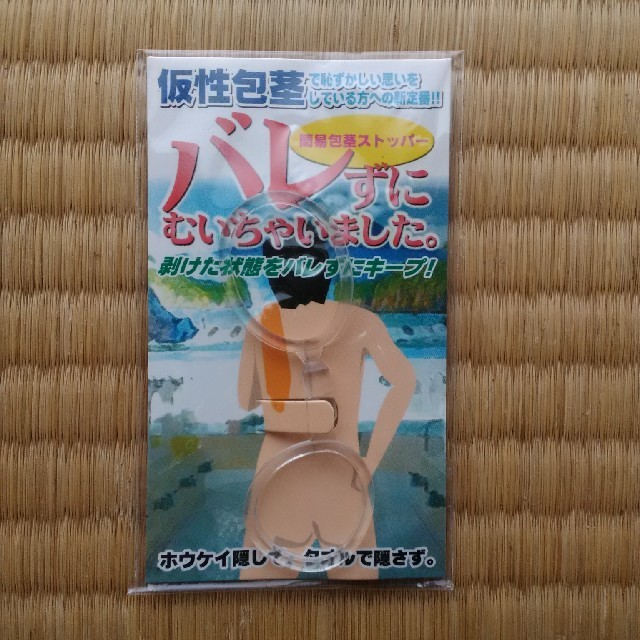 仮性包茎で恥ずかしい思いを
している方への新定番!!
簡易包茎ストッパー
バレずに
むいちゃいました。
剥けた状態をバレずにキープ!
ホウケイ隠して、タオルで隠さず。